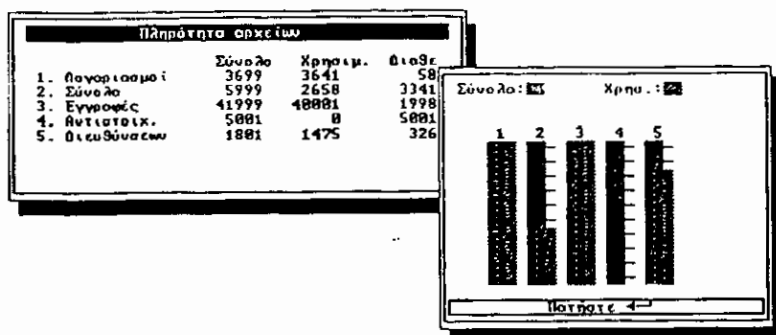 Πληρότητα αρχείων
Σύνολο Χρησιμ. Διαθε
1. Λογαριασμοί 3699 3641 58
2. Σύνολο 5999 2658 3341
3. Εγγραφές 41999 40001 1998
4. Αντιστοιχ. 5001 0 5001
5. Διευθύνσεων 1801 1475 326
Σύνολο: Χρησ.:
1 2 3 4 5
Πατήστε